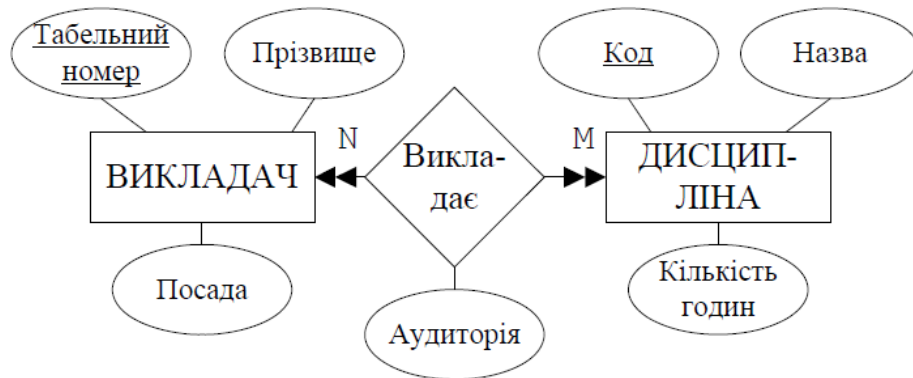 Табельний
номер
Прізвище
Код
Назва
ВИКЛАДАЧ
N
Викла-
дає
M
ДИСЦИП-
ЛІНА
Посада
Аудиторія
Кількість
годин